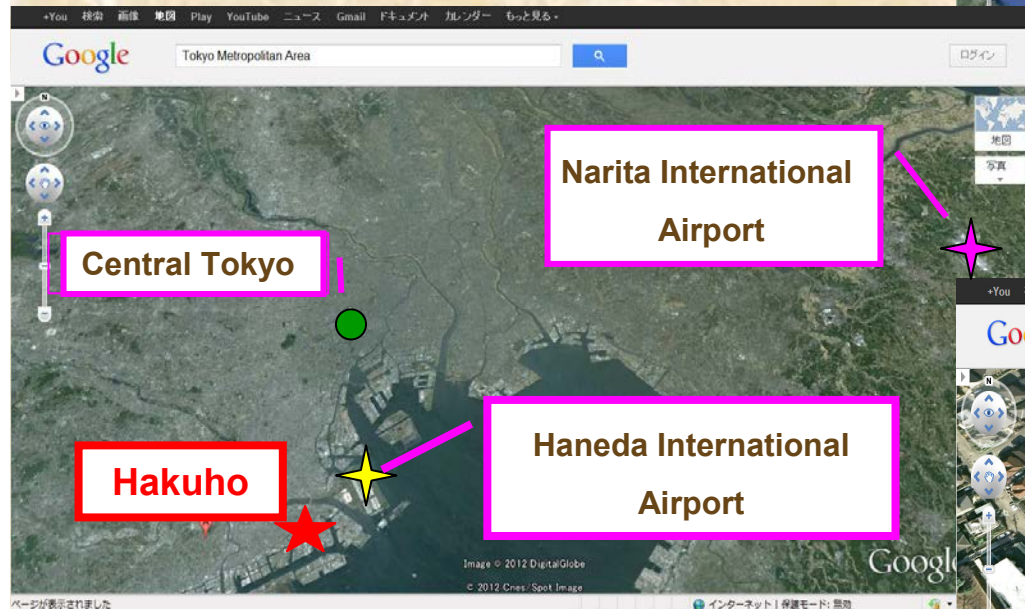 +You 検索 画像 地図 Play YouTube ニュース Gmail ドキュメント カレンダー もっと見る
Google
Tokyo Metropolitan Area
ログイン
N
地図
写真
Narita International
Airport
Central Tokyo
+You
Go
N
Haneda International
Airport
Hakuho
Image © 2012 DigitalGlobe
© 2012 Cnes/Spot Image
Google
ページが表示されました
インターネット | 保護モード: 無効